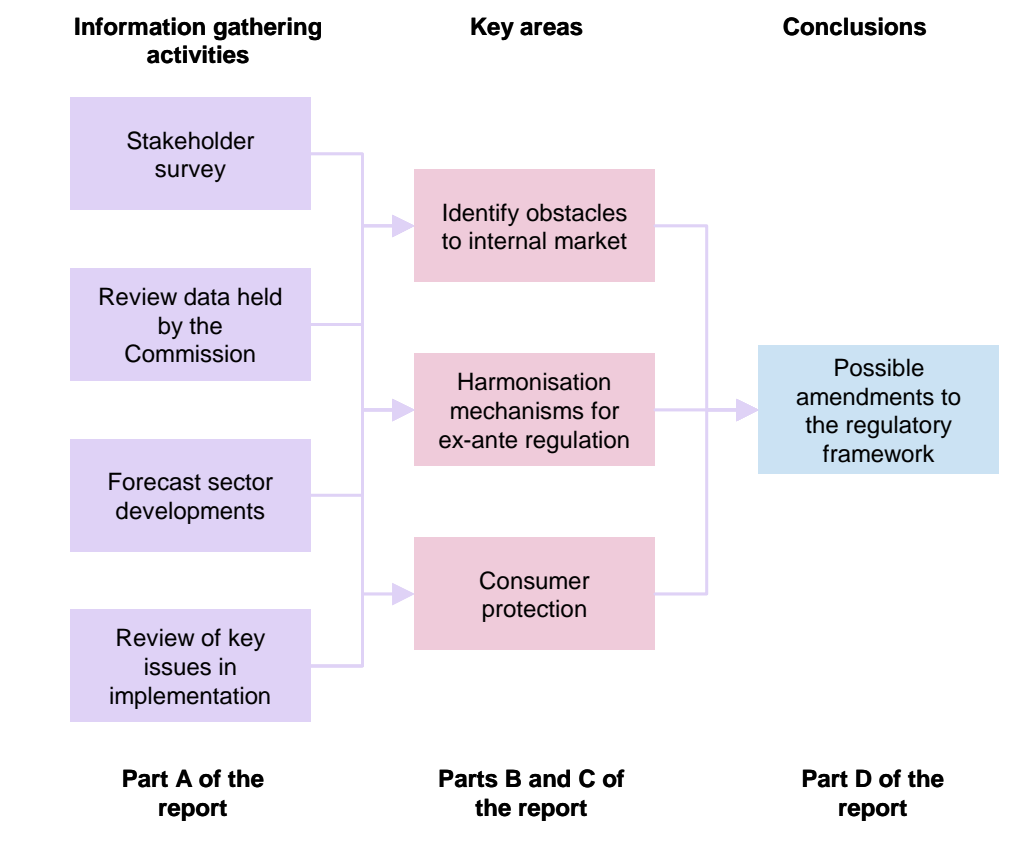 Information gathering
activities
Key areas
Conclusions
Stakeholder
survey
Review data held
by the
Commission
Forecast sector
developments
Review of key
issues in
implementation
Identify obstacles
to internal market
Harmonisation
mechanisms for
ex-ante regulation
Consumer
protection
Possible
amendments to
the regulatory
framework
Part A of the
report
Parts B and C of
the report
Part D of the
report